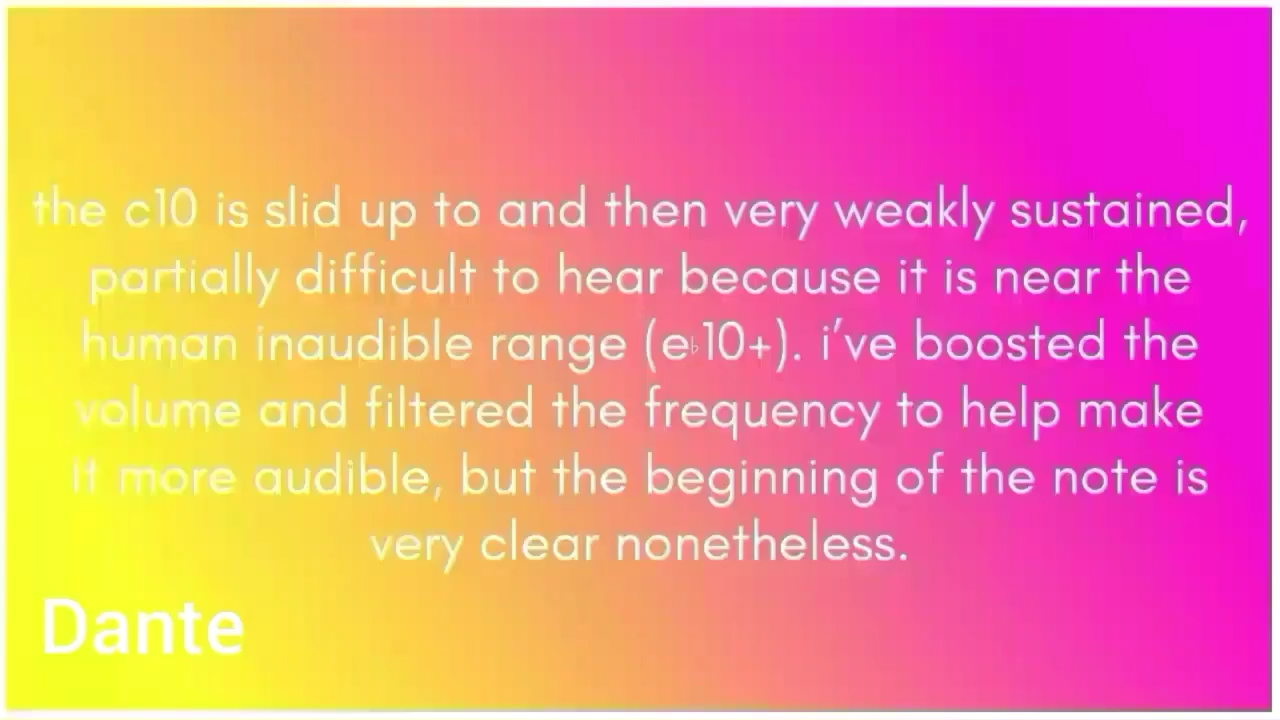 the c10 is slid up to and then very weakly sustained,
partially difficult to hear because it is near the
human inaudible range (e♭10+). i've boosted the
volume and filtered the frequency to help make
it more audible, but the beginning of the note is
very clear nonetheless.
Dante